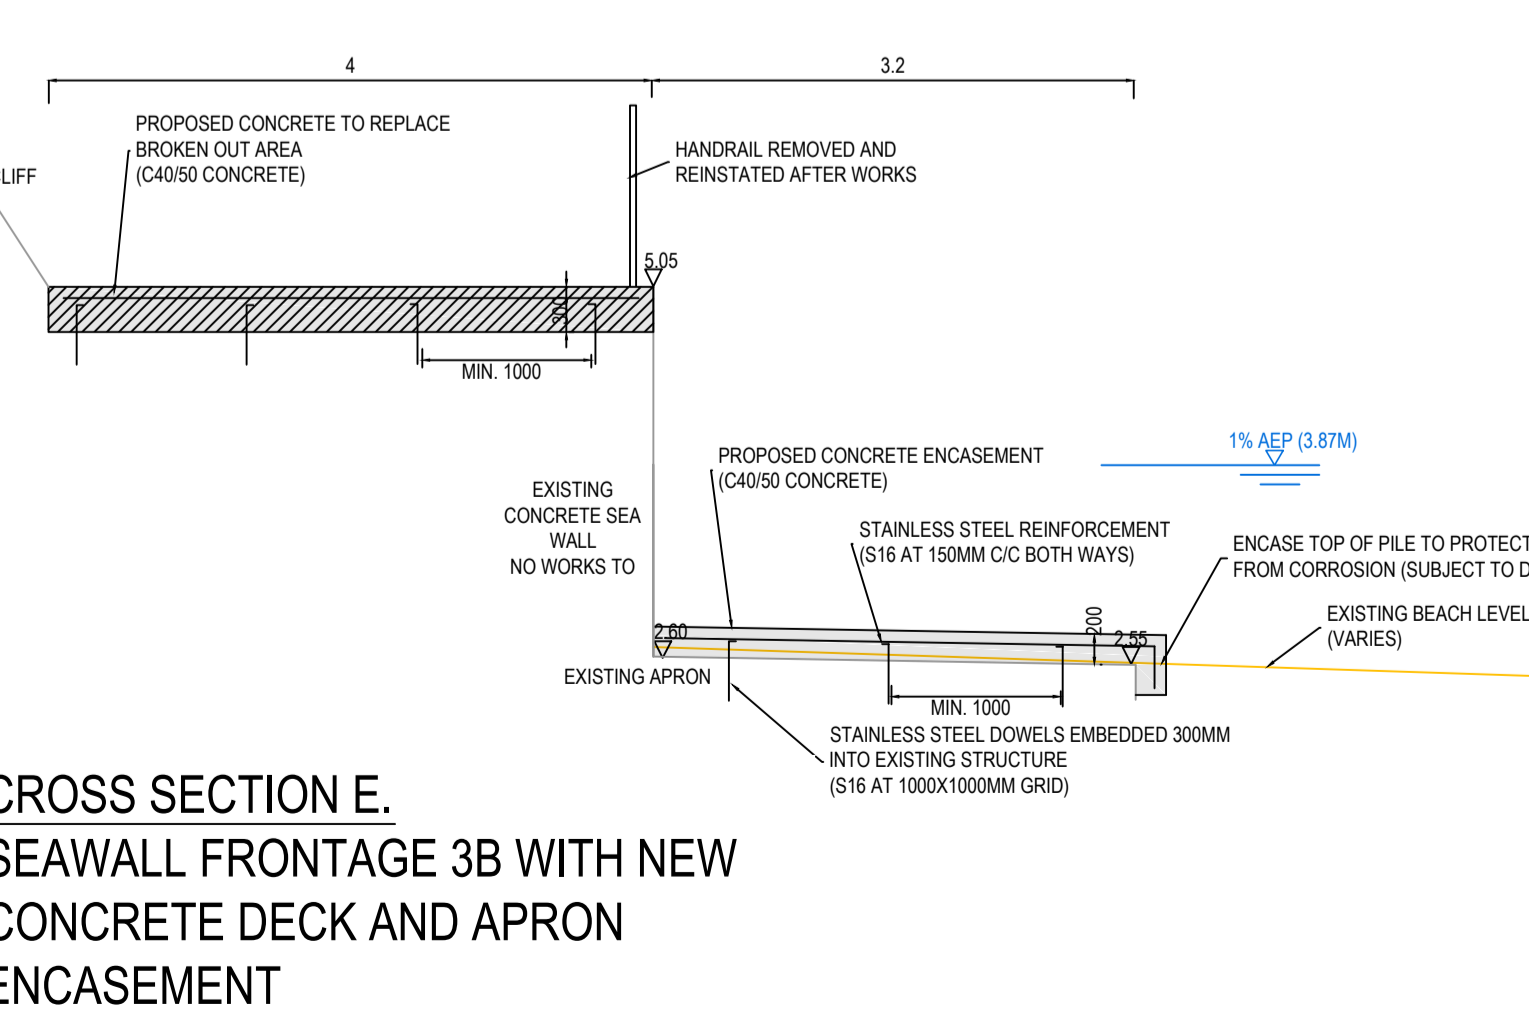 4
3.2
PROPOSED CONCRETE TO REPLACE
BROKEN OUT AREA
(C40/50 CONCRETE)
HANDRAIL REMOVED AND
REINSTATED AFTER WORKS
LIFF
5.05
300
MIN. 1000
1% AEP (3.87M)
PROPOSED CONCRETE ENCASEMENT
(C40/50 CONCRETE)
EXISTING
CONCRETE SEA
WALL
NO WORKS TO
STAINLESS STEEL REINFORCEMENT
(S16 AT 150MM C/C BOTH WAYS)
ENCASE TOP OF PILE TO PROTECT
FROM CORROSION (SUBJECT TO D
EXISTING BEACH LEVEL
(VARIES)
2.60
200
2.55
EXISTING APRON
MIN. 1000
STAINLESS STEEL DOWELS EMBEDDED 300MM
INTO EXISTING STRUCTURE
(S16 AT 1000X1000MM GRID)
CROSS SECTION E.
SEAWALL FRONTAGE 3B WITH NEW
CONCRETE DECK AND APRON
ENCASEMENT